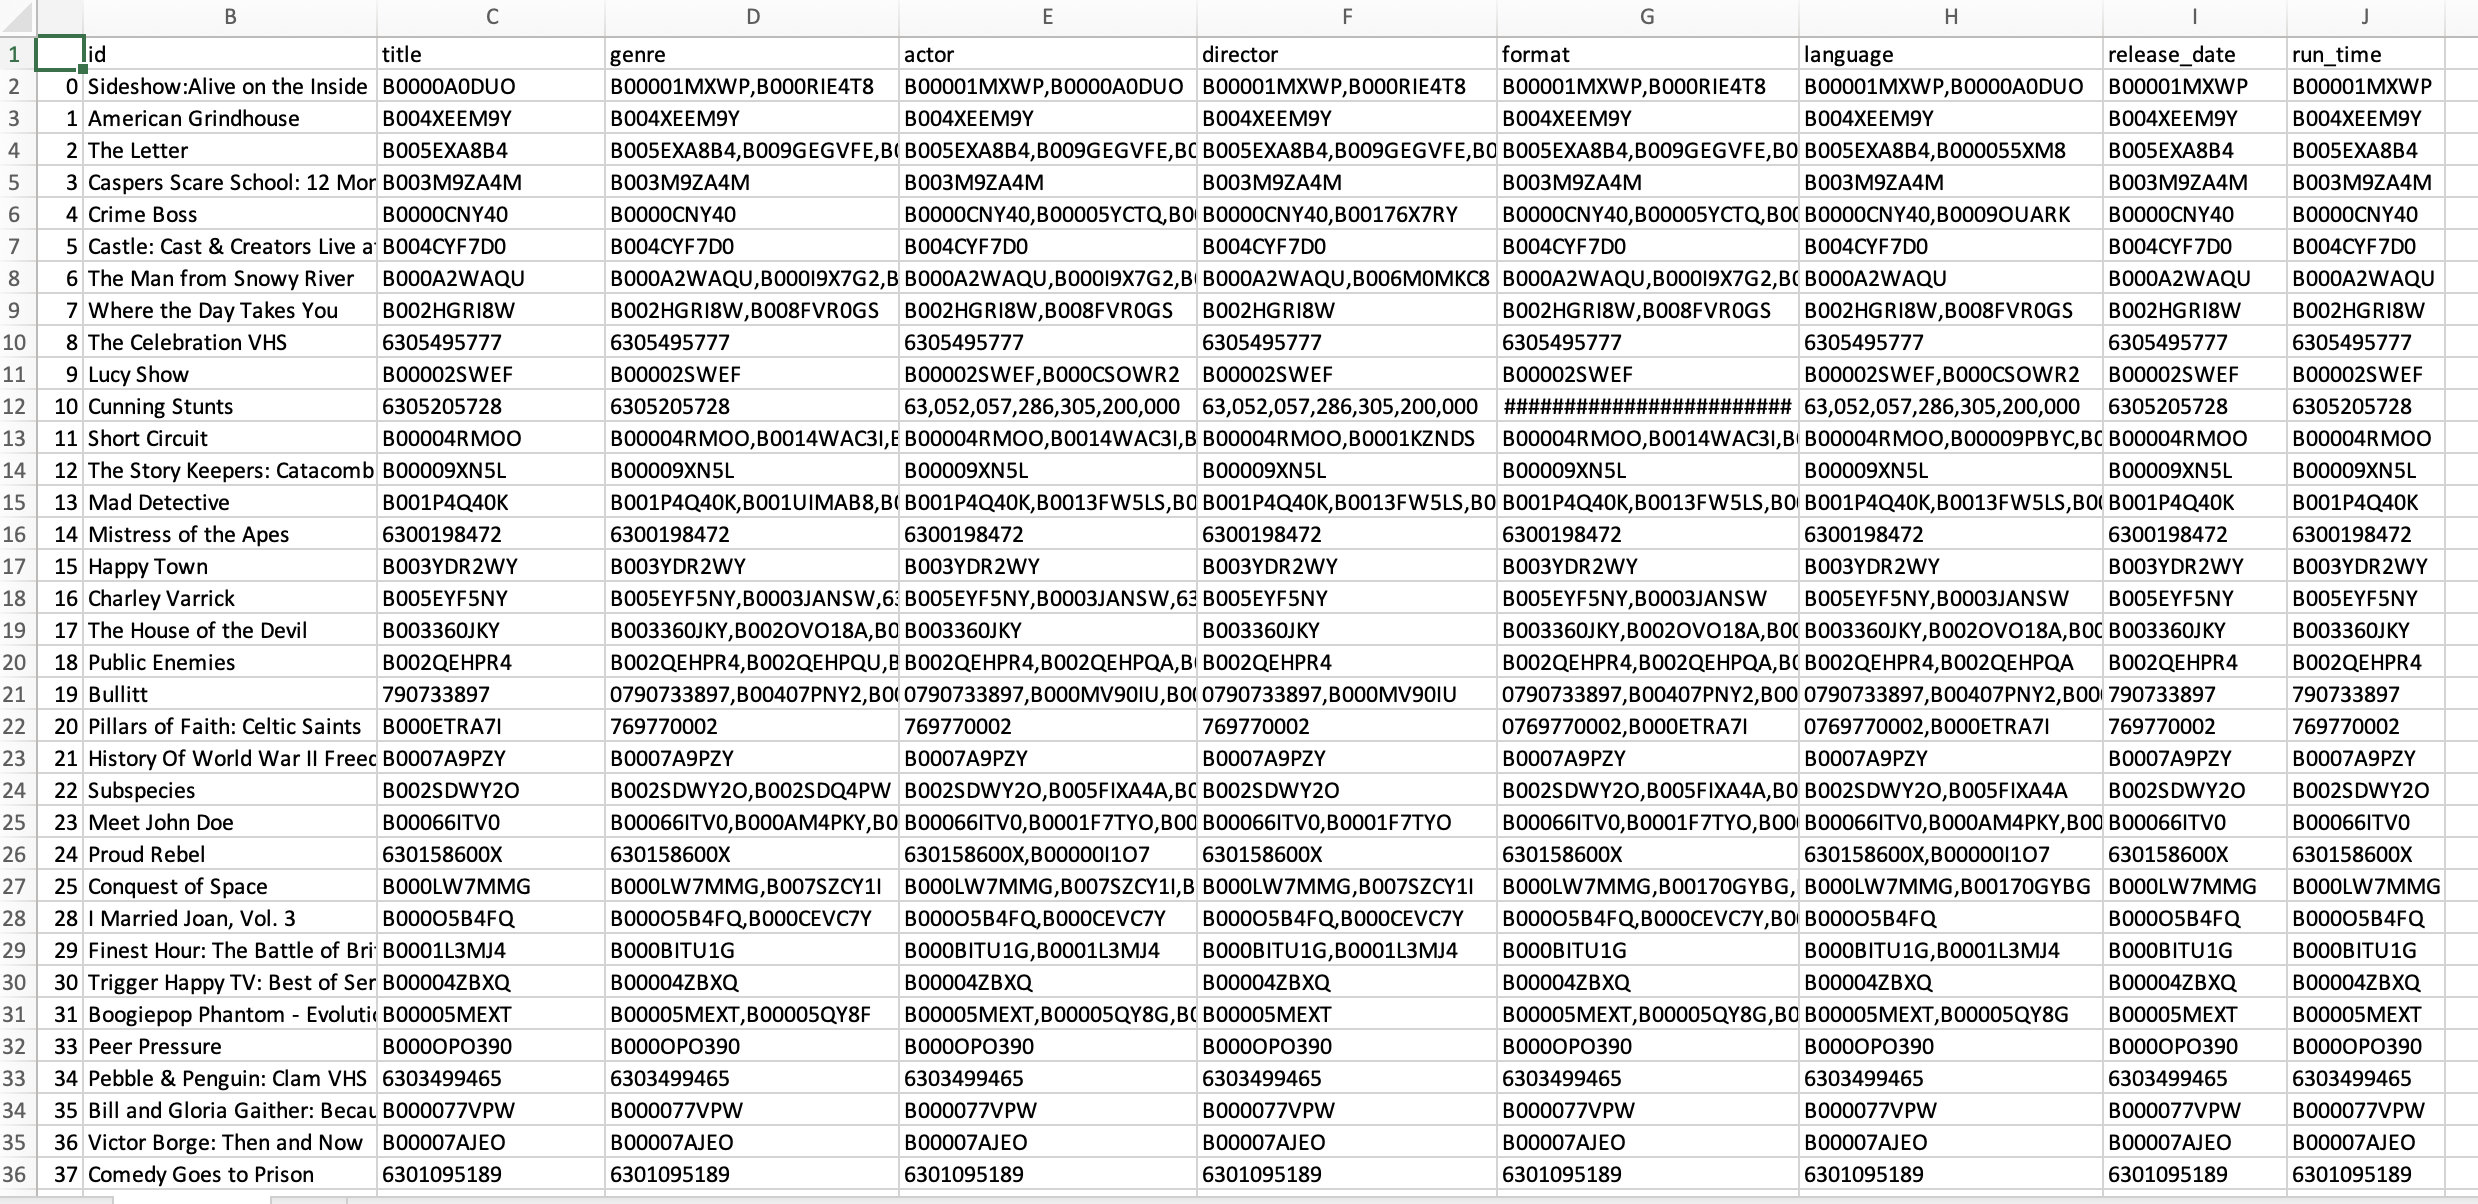 B C D E F G H I J
1 id title genre actor director format language release_date run_time
2 0 Sideshow:Alive on the Inside B0000A0DUO B00001MXWP,B000RIE4T8 B00001MXWP,B0000A0DUO B00001MXWP,B000RIE4T8 B00001MXWP,B000RIE4T8 B00001MXWP,B0000A0DUO B00001MXWP B00001MXWP
3 1 American Grindhouse B004XEEM9Y B004XEEM9Y B004XEEM9Y B004XEEM9Y B004XEEM9Y B004XEEM9Y B004XEEM9Y B004XEEM9Y
4 2 The Letter B005EXA8B4 B005EXA8B4,B009GEGVFE,B0 B005EXA8B4,B009GEGVFE,B0 B005EXA8B4,B009GEGVFE,B0 B005EXA8B4,B009GEGVFE,B0 B005EXA8B4,B000055XM8 B005EXA8B4 B005EXA8B4
5 3 Caspers Scare School: 12 Mor B003M9ZA4M B003M9ZA4M B003M9ZA4M B003M9ZA4M B003M9ZA4M B003M9ZA4M B003M9ZA4M B003M9ZA4M
6 4 Crime Boss B0000CNY40 B0000CNY40 B0000CNY40,B00005YCTQ,B0 B0000CNY40,B00176X7RY B0000CNY40,B00005YCTQ,B00 B0000CNY40,B0009OUARK B0000CNY40 B0000CNY40
7 5 Castle: Cast & Creators Live a B004CYF7D0 B004CYF7D0 B004CYF7D0 B004CYF7D0 B004CYF7D0 B004CYF7D0 B004CYF7D0 B004CYF7D0
8 6 The Man from Snowy River B000A2WAQU B000A2WAQU,B000I9X7G2,B B000A2WAQU,B000I9X7G2,B B000A2WAQU,B006M0MKC8 B000A2WAQU,B000I9X7G2,B0 B000A2WAQU B000A2WAQU B000A2WAQU
9 7 Where the Day Takes You B002HGRI8W B002HGRI8W,B008FVR0GS B002HGRI8W,B008FVR0GS B002HGRI8W B002HGRI8W,B008FVR0GS B002HGRI8W,B008FVR0GS B002HGRI8W B002HGRI8W
10 8 The Celebration VHS 6305495777 6305495777 6305495777 6305495777 6305495777 6305495777 6305495777 6305495777
11 9 Lucy Show B00002SWEF B00002SWEF B00002SWEF,B000CSOWR2 B00002SWEF B00002SWEF B00002SWEF,B000CSOWR2 B00002SWEF B00002SWEF
12 10 Cunning Stunts 6305205728 6305205728 63,052,057,286,305,200,000 63,052,057,286,305,200,000 ######################## 63,052,057,286,305,200,000 6305205728 6305205728
13 11 Short Circuit B00004RMOO B00004RMOO,B0014WAC3I,B B00004RMOO,B0014WAC3I,B B00004RMOO,B0001KZNDS B00004RMOO,B0014WAC3I,B B00004RMOO,B00009PBYC,B0 B00004RMOO B00004RMOO
14 12 The Story Keepers: Catacomb B00009XN5L B00009XN5L B00009XN5L B00009XN5L B00009XN5L B00009XN5L B00009XN5L B00009XN5L
15 13 Mad Detective B001P4Q40K B001P4Q40K,B001UIMAB8,B B001P4Q40K,B0013FW5LS,B0 B001P4Q40K,B0013FW5LS,B0 B001P4Q40K,B0013FW5LS,B0 B001P4Q40K,B0013FW5LS,B0 B001P4Q40K B001P4Q40K
16 14 Mistress of the Apes 6300198472 6300198472 6300198472 6300198472 6300198472 6300198472 6300198472 6300198472
17 15 Happy Town B003YDR2WY B003YDR2WY B003YDR2WY B003YDR2WY B003YDR2WY B003YDR2WY B003YDR2WY B003YDR2WY
18 16 Charley Varrick B005EYF5NY B005EYF5NY,B0003JANSW,63 B005EYF5NY,B0003JANSW,63 B005EYF5NY B005EYF5NY,B0003JANSW B005EYF5NY,B0003JANSW B005EYF5NY B005EYF5NY
19 17 The House of the Devil B003360JKY B003360JKY,B002OVO18A,B0 B003360JKY B003360JKY B003360JKY,B002OVO18A,B00 B003360JKY,B002OVO18A,B00 B003360JKY B003360JKY
20 18 Public Enemies B002QEHPR4 B002QEHPR4,B002QEHPQU,B B002QEHPR4,B002QEHPQA,B B002QEHPR4 B002QEHPR4,B002QEHPQA,B0 B002QEHPR4,B002QEHPQA B002QEHPR4 B002QEHPR4
21 19 Bullitt 790733897 0790733897,B00407PNY2,B00 0790733897,B000MV90IU,B00 0790733897,B000MV90IU 0790733897,B00407PNY2,B00 0790733897,B00407PNY2,B00 790733897 790733897
22 20 Pillars of Faith: Celtic Saints B000ETRA7I 769770002 769770002 769770002 0769770002,B000ETRA7I 0769770002,B000ETRA7I 769770002 769770002
23 21 History Of World War II Freed B0007A9PZY B0007A9PZY B0007A9PZY B0007A9PZY B0007A9PZY B0007A9PZY B0007A9PZY B0007A9PZY
24 22 Subspecies B002SDWY2O B002SDWY2O,B002SDQ4PW B002SDWY2O,B005FIXA4A,B0 B002SDWY2O B002SDWY2O,B005FIXA4A,B0 B002SDWY2O,B005FIXA4A B002SDWY2O B002SDWY2O
25 23 Meet John Doe B00066ITV0 B00066ITV0,B000AM4PKY,B0 B00066ITV0,B0001F7TYO,B00 B00066ITV0,B0001F7TYO B00066ITV0,B0001F7TYO,B00 B00066ITV0,B000AM4PKY,B00 B00066ITV0 B00066ITV0
26 24 Proud Rebel 630158600X 630158600X 630158600X,B00000I1O7 630158600X 630158600X 630158600X,B00000I1O7 630158600X 630158600X
27 25 Conquest of Space B000LW7MMG B000LW7MMG,B007SZCY1I B000LW7MMG,B007SZCY1I,B B000LW7MMG,B007SZCY1I B000LW7MMG,B00170GYBG, B000LW7MMG,B00170GYBG B000LW7MMG B000LW7MMG
28 28 I Married Joan, Vol. 3 B000O5B4FQ B000O5B4FQ,B000CEVC7Y B000O5B4FQ,B000CEVC7Y B000O5B4FQ,B000CEVC7Y B000O5B4FQ,B000CEVC7Y,B0 B000O5B4FQ B000O5B4FQ B000O5B4FQ
29 29 Finest Hour: The Battle of Bri B0001L3MJ4 B000BITU1G B000BITU1G,B0001L3MJ4 B000BITU1G,B0001L3MJ4 B000BITU1G B000BITU1G,B0001L3MJ4 B000BITU1G B000BITU1G
30 30 Trigger Happy TV: Best of Ser B00004ZBXQ B00004ZBXQ B00004ZBXQ B00004ZBXQ B00004ZBXQ B00004ZBXQ B00004ZBXQ B00004ZBXQ
31 31 Boogiepop Phantom - Evoluti B00005MEXT B00005MEXT,B00005QY8F B00005MEXT,B00005QY8G,B0 B00005MEXT B00005MEXT,B00005QY8G,B0 B00005MEXT,B00005QY8G B00005MEXT B00005MEXT
32 33 Peer Pressure B000OPO390 B000OPO390 B000OPO390 B000OPO390 B000OPO390 B000OPO390 B000OPO390 B000OPO390
33 34 Pebble & Penguin: Clam VHS 6303499465 6303499465 6303499465 6303499465 6303499465 6303499465 6303499465 6303499465
34 35 Bill and Gloria Gaither: Becau B000077VPW B000077VPW B000077VPW B000077VPW B000077VPW B000077VPW B000077VPW B000077VPW
35 36 Victor Borge: Then and Now B00007AJEO B00007AJEO B00007AJEO B00007AJEO B00007AJEO B00007AJEO B00007AJEO B00007AJEO
36 37 Comedy Goes to Prison 6301095189 6301095189 6301095189 6301095189 6301095189 6301095189 6301095189 6301095189